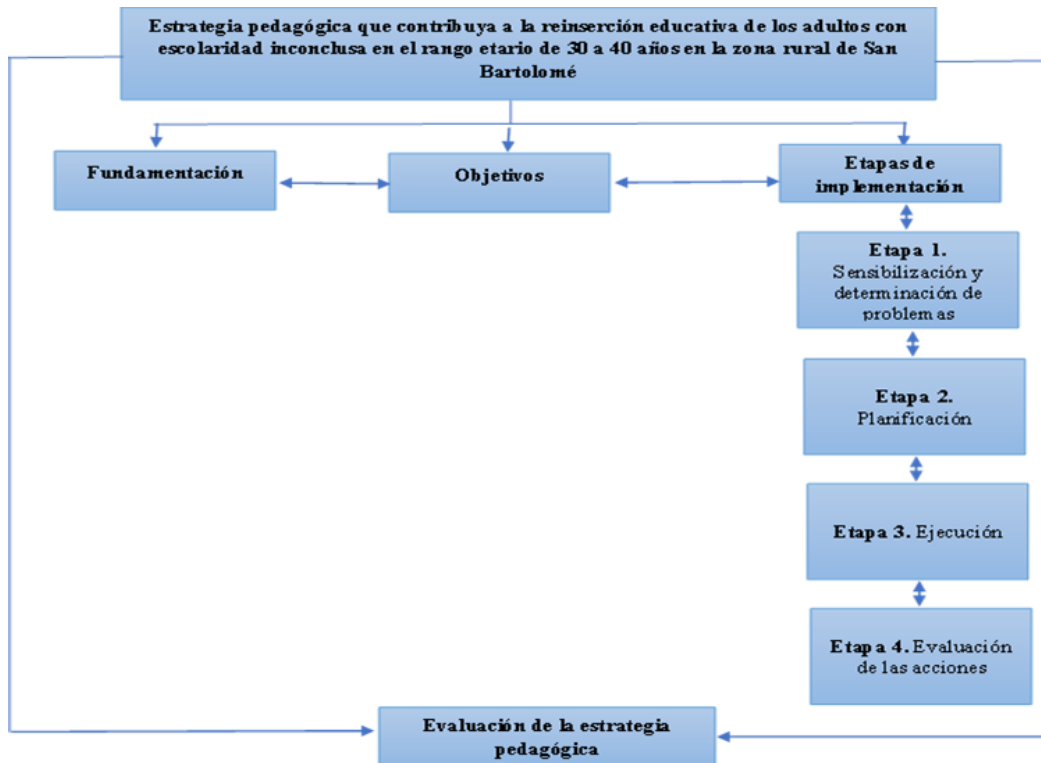 Estrategia pedagógica que contribuya a la reinserción educativa de los adultos con
escolaridad inconclusa en el rango etario de 30 a 40 años en la zona rural de San
Bartolomé
Fundamentación
Objetivos
Etapas de
implementación
Etapa 1.
Sensibilización y
determinación de
problemas
Etapa 2.
Planificación
Etapa 3. Ejecución
Etapa 4. Evaluación
de las acciones
Evaluación de la estrategia
pedagógica